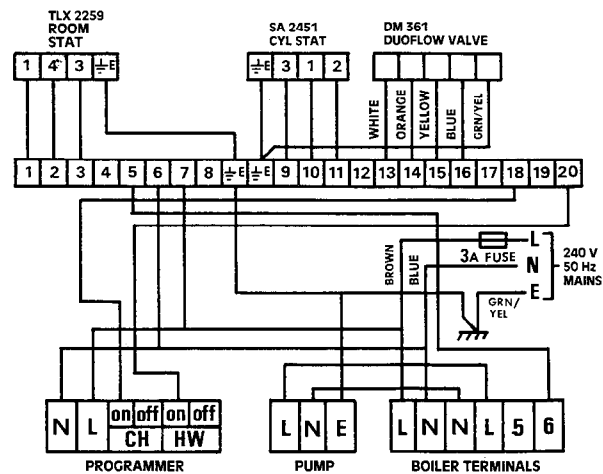 TLX 2259
ROOM
STAT
SA 2451
CYL STAT
DM 361
DUOFLOW VALVE
1 4 3 E
E 3 1 2
WHITE
ORANGE
YELLOW
BLUE
GRN/YEL
1 2 3 4 5 6 7 8 E E 9 10 11 12 13 14 15 16 17 18 19 20
BROWN
BLUE
3A FUSE
L
N
E
240 V
50 Hz
MAINS
GRN/
YEL
N L on off on off
CH HW
PROGRAMMER
L N E
PUMP
L N N L 5 6
BOILER TERMINALS